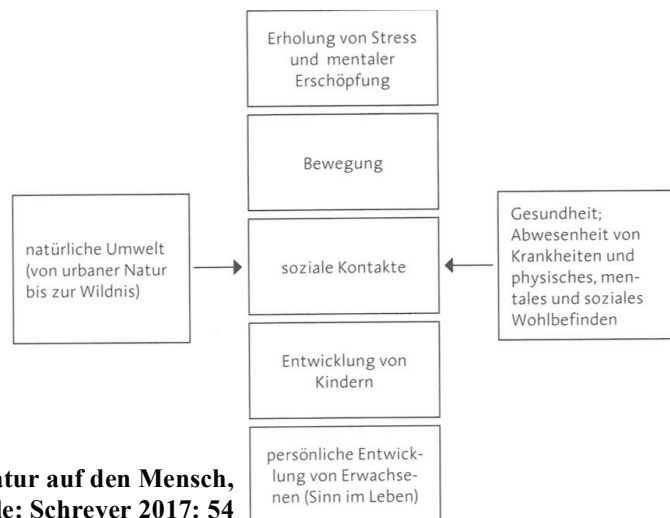 Erholung von Stress
und mentaler
Erschöpfung
Bewegung
natürliche Umwelt
(von urbaner Natur
bis zur Wildnis)
soziale Kontakte
Gesundheit;
Abwesenheit von
Krankheiten und
physisches, men-
tales und soziales
Wohlbefinden
Entwicklung von
Kindern
persönliche Entwick-
lung von Erwachse-
nen (Sinn im Leben)
auf den Mensch,
Schreyer 2017: 54